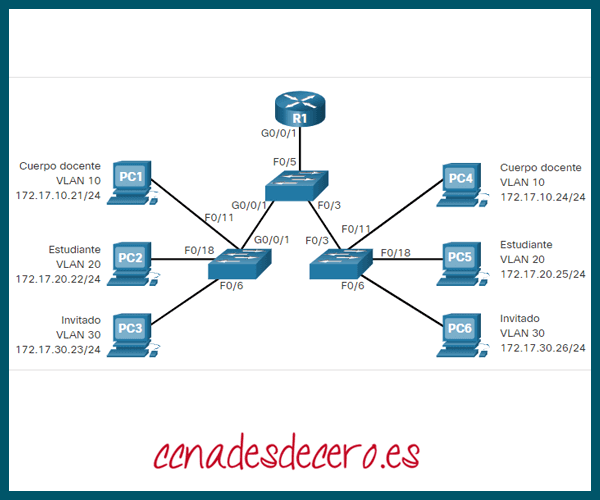 R1
G0/0/1
F0/5
Cuerpo docente
VLAN 10
172.17.10.21/24
PC1
PC4
Cuerpo docente
VLAN 10
172.17.10.24/24
G0/0/1
F0/3
F0/11
F0/11
Estudiante
VLAN 20
172.17.20.22/24
PC2
F0/18
G0/0/1
F0/3
F0/18
PC5
Estudiante
VLAN 20
172.17.20.25/24
F0/6
F0/6
Invitado
VLAN 30
172.17.30.23/24
PC3
PC6
Invitado
VLAN 30
172.17.30.26/24
ccnadesdecero.es